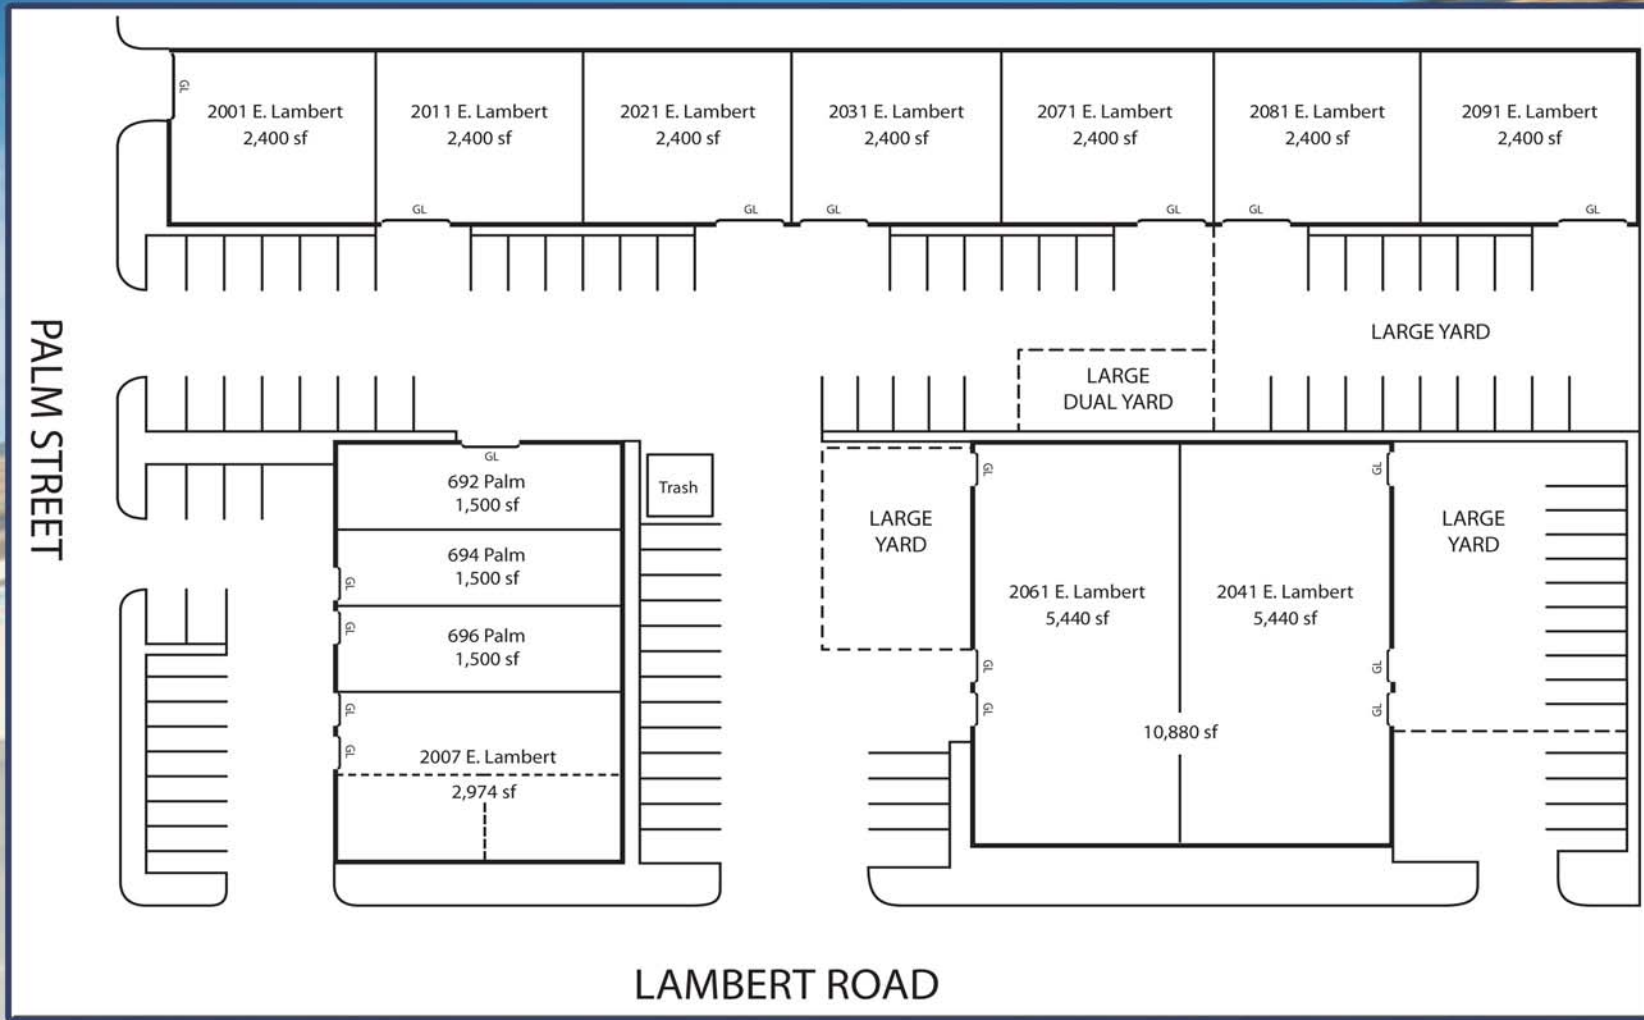 GL
2001 E. Lambert
2,400 sf
2011 E. Lambert
2,400 sf
2021 E. Lambert
2,400 sf
2031 E. Lambert
2,400 sf
2071 E. Lambert
2,400 sf
2081 E. Lambert
2,400 sf
2091 E. Lambert
2,400 sf
GL
GL
GL
GL
GL
GL
PALM STREET
LARGE YARD
LARGE
DUAL YARD
GL
692 Palm
1,500 sf
Trash
694 Palm
1,500 sf
GL
696 Palm
1,500 sf
GL
GL
GL
2007 E. Lambert
2,974 sf
LARGE
YARD
GL
GL
GL
2061 E. Lambert
5,440 sf
2041 E. Lambert
5,440 sf
10,880 sf
GL
GL
GL
LARGE
YARD
LAMBERT ROAD